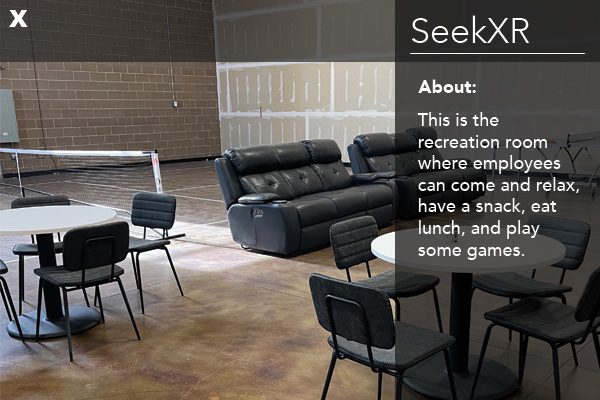 X
SeekXR
About:
This is the
recreation room
where employees
can come and relax,
have a snack, eat
lunch, and play
some games.